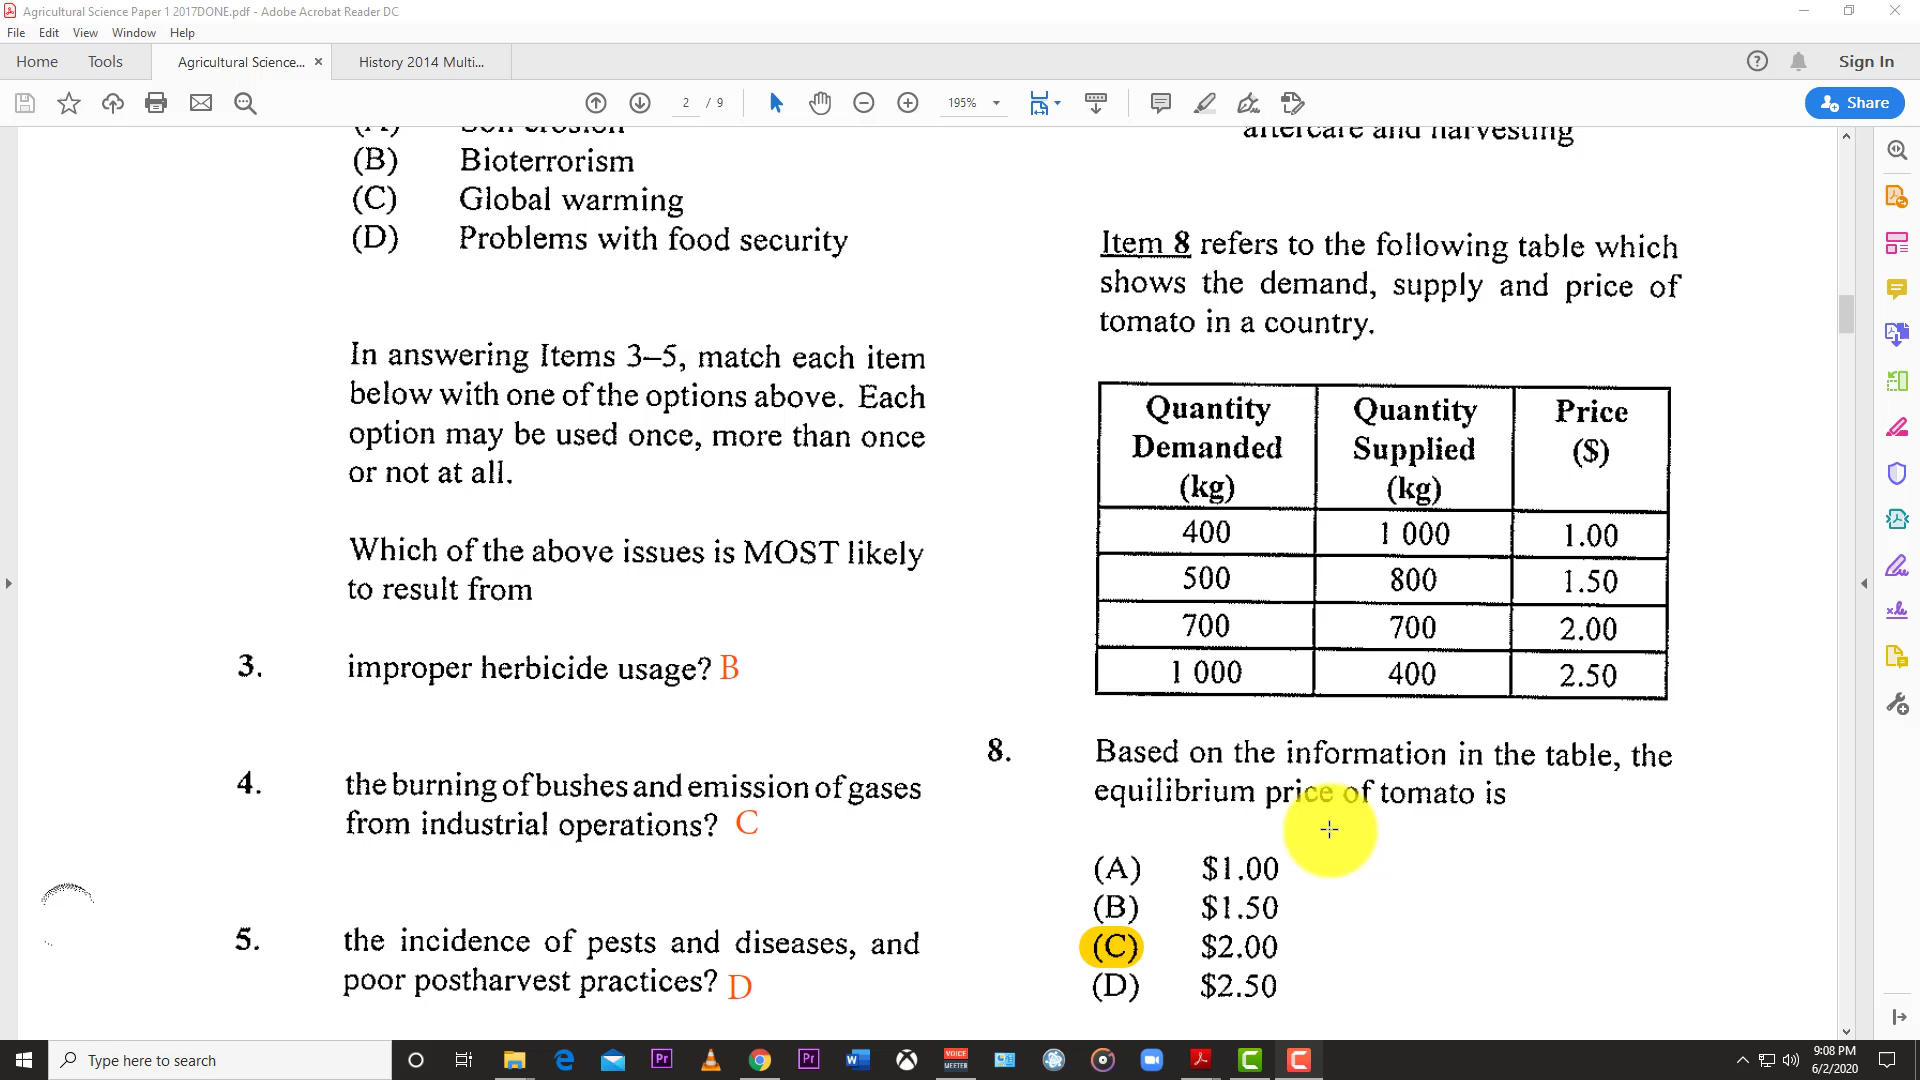 Agricultural Science Paper 1 2017DONE.pdf - Adobe Acrobat Reader DC
File Edit View Window Help
Home Tools Agricultural Science... × History 2014 Multi... Sign In
2 / 9 195% Share
(A) Soil erosion
(B) Bioterrorism
(C) Global warming
(D) Problems with food security
In answering Items 3–5, match each item
below with one of the options above. Each
option may be used once, more than once
or not at all.
Which of the above issues is MOST likely
to result from
3. improper herbicide usage? B
4. the burning of bushes and emission of gases
from industrial operations? C
5. the incidence of pests and diseases, and
poor postharvest practices? D
aftercare and harvesting
Item 8 refers to the following table which
shows the demand, supply and price of
tomato in a country.
Quantity Quantity Price
Demanded Supplied ($)
(kg) (kg)
400 1 000 1.00
500 800 1.50
700 700 2.00
1 000 400 2.50
8. Based on the information in the table, the
equilibrium price of tomato is
(A) $1.00
(B) $1.50
(C) $2.00
(D) $2.50
Type here to search
Pr Pr VOICE MEETER
9:08 PM
6/2/2020